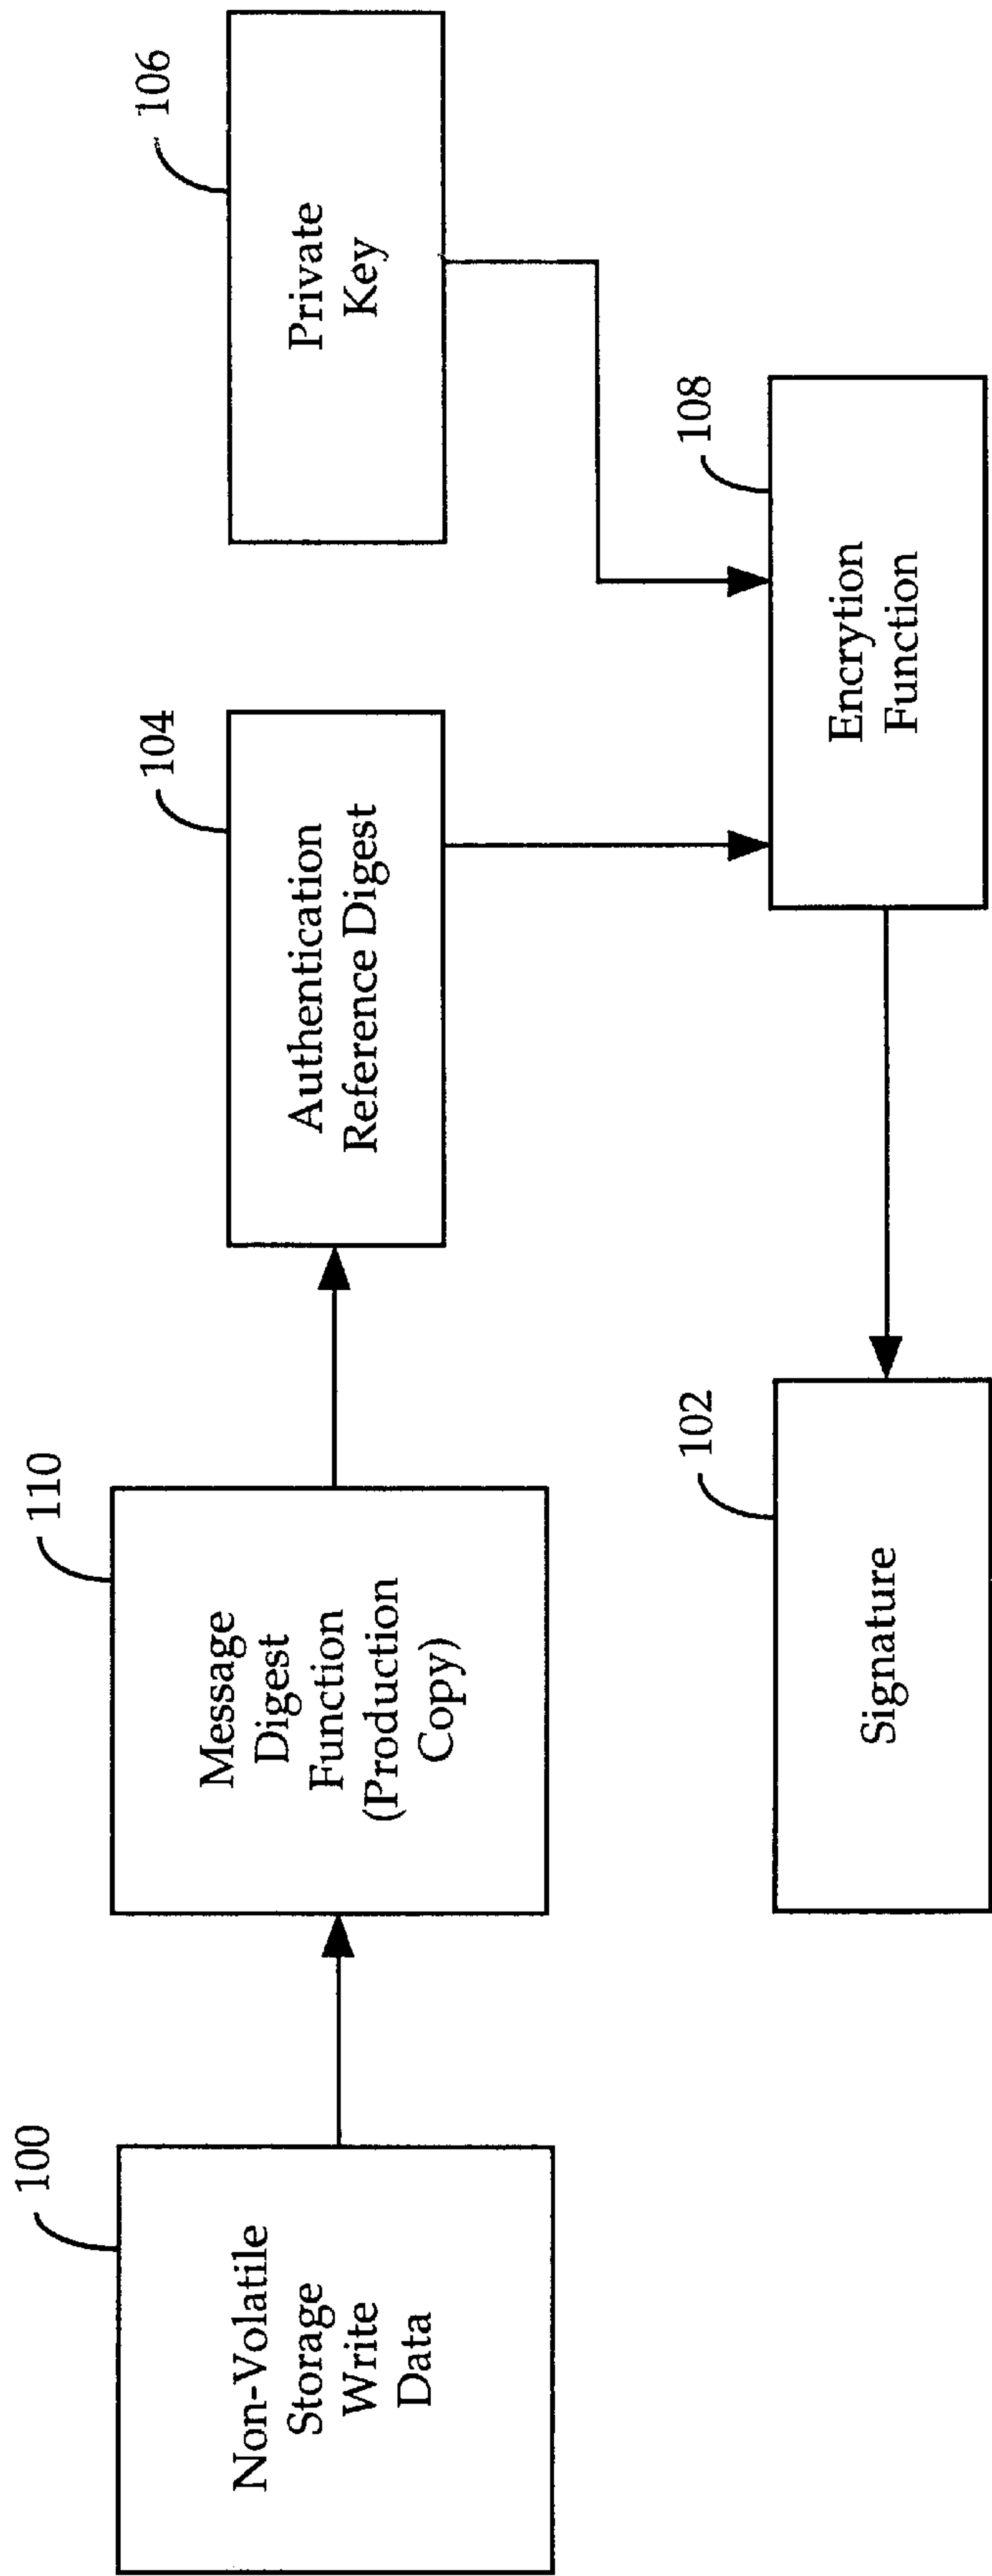 100
Non-Volatile
Storage
Write
Data
110
Message
Digest
Function
(Production
Copy)
104
Authentication
Reference Digest
106
Private
Key
102
Signature
108
Encrytion
Function